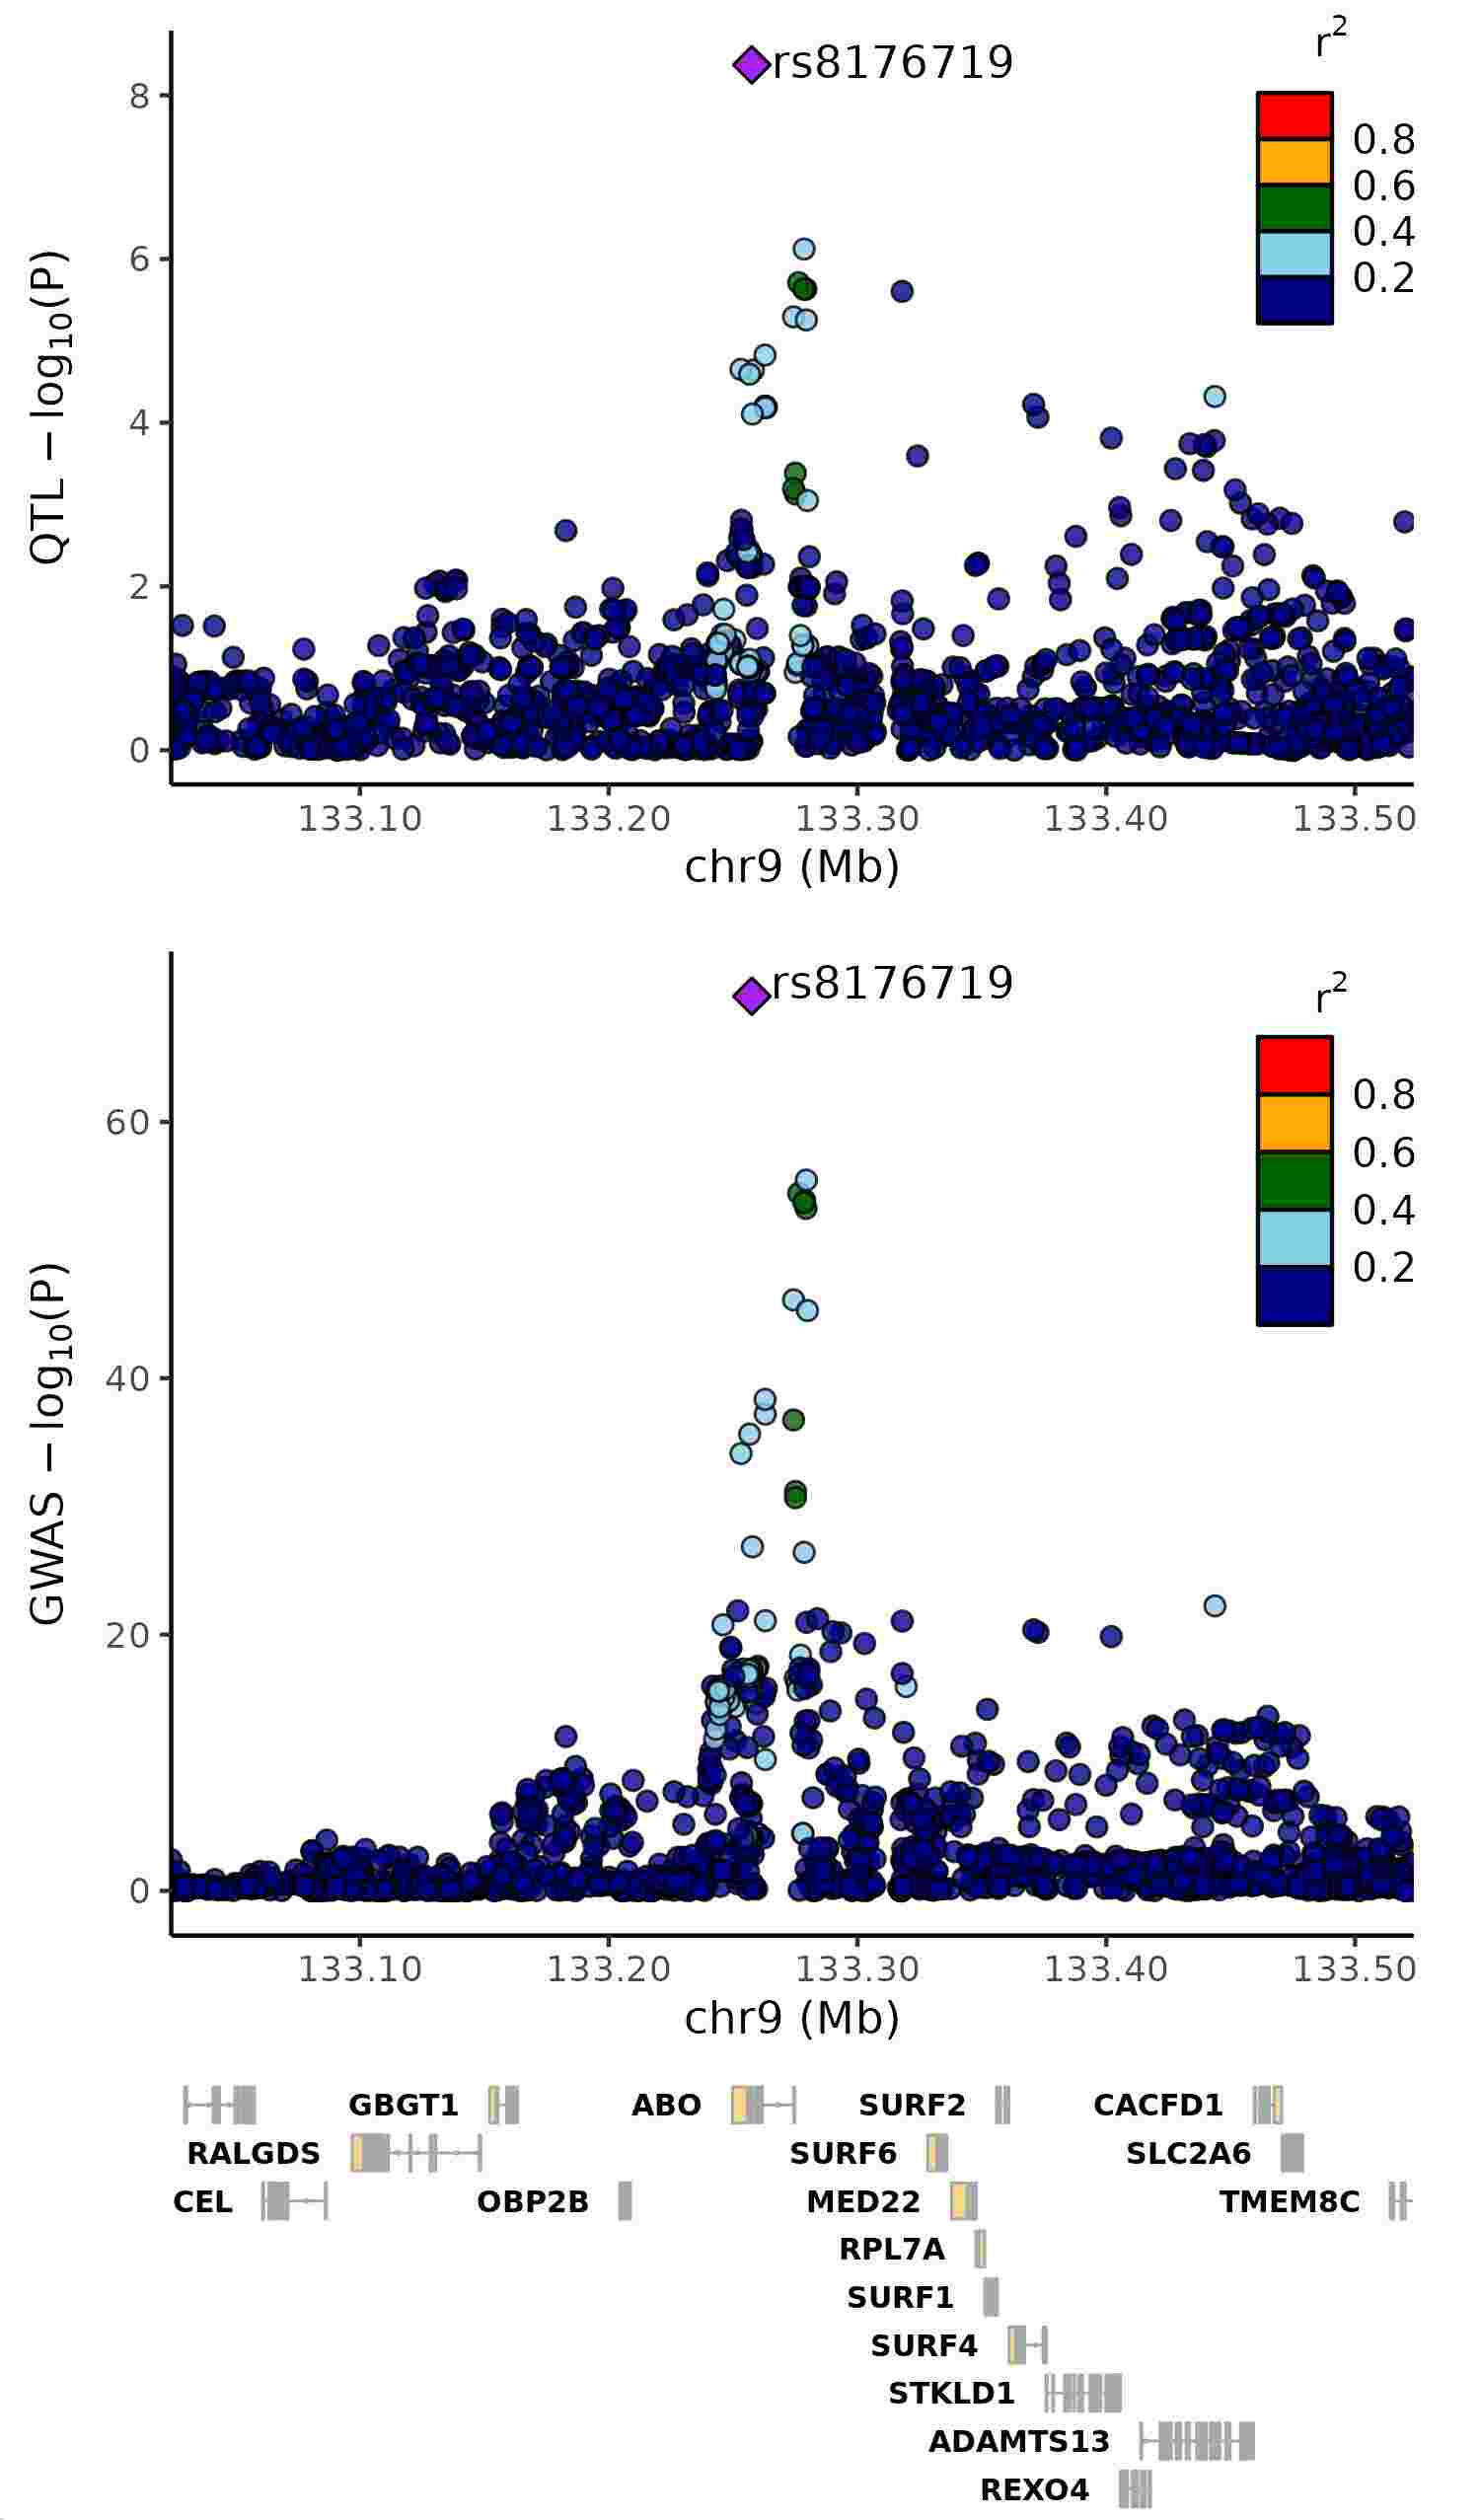 rs8176719
r2
8
6
4
2
0
QTL −log10(P)
0.8
0.6
0.4
0.2
133.10 133.20 133.30 133.40 133.50
chr9 (Mb)
rs8176719
r2
60
40
20
0
GWAS −log10(P)
0.8
0.6
0.4
0.2
133.10 133.20 133.30 133.40 133.50
chr9 (Mb)
GBGT1 ABO SURF2 CACFD1
RALGDS SURF6 SLC2A6
CEL OBP2B MED22 TMEM8C
RPL7A
SURF1
SURF4
STKLD1
ADAMTS13
REXO4